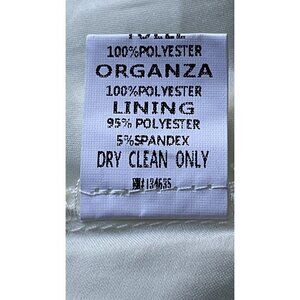 100%POLYESTER
ORGANZA
100%POLYESTER
LINING
95% POLYESTER
5%SPANDEX
DRY CLEAN ONLY